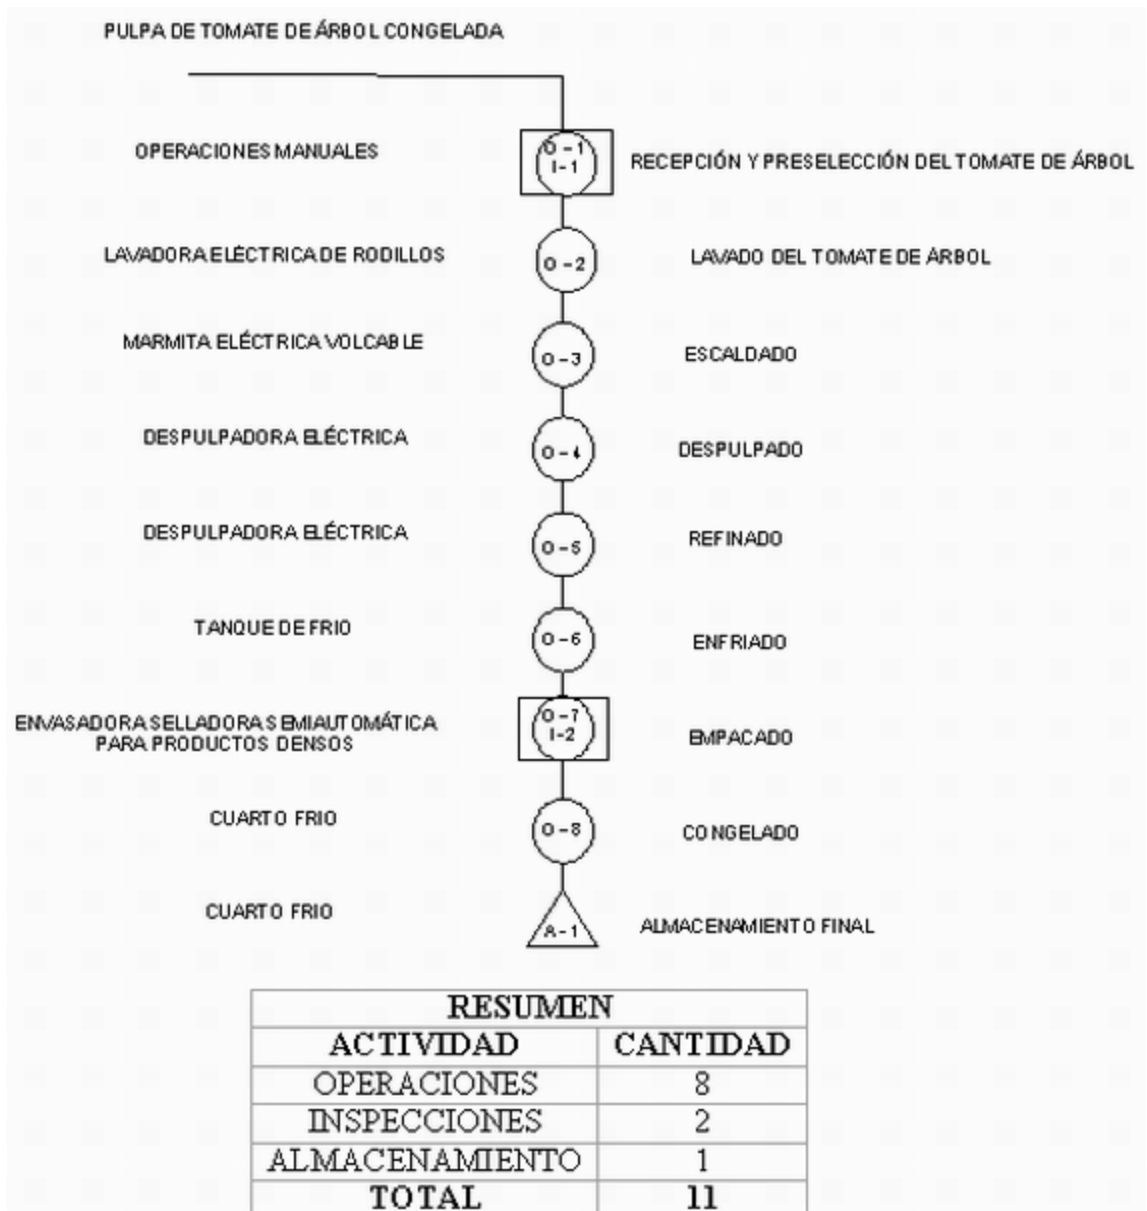 PULPA DE TOMATE DE ÁRBOL CONGELADA
OPERACIONES MANUALES
O-1
I-1
RECEPCIÓN Y PRESELECCIÓN DEL TOMATE DE ÁRBOL
LAVADORA ELÉCTRICA DE RODILLOS
O-2
LAVADO DEL TOMATE DE ÁRBOL
MARMITA ELÉCTRICA VOLCABLE
O-3
ESCALDADO
DESPULPADORA ELÉCTRICA
O-4
DESPULPADO
DESPULPADORA ELÉCTRICA
O-5
REFINADO
TANQUE DE FRIO
O-6
ENFRIADO
ENVASADORA SELLADORA SEMIAUTOMÁTICA
PARA PRODUCTOS DENSOS
O-7
I-2
EMPACADO
CUARTO FRIO
O-8
CONGELADO
CUARTO FRIO
A-1
ALMACENAMIENTO FINAL
RESUMEN
ACTIVIDAD CANTIDAD
OPERACIONES 8
INSPECCIONES 2
ALMACENAMIENTO 1
TOTAL 11